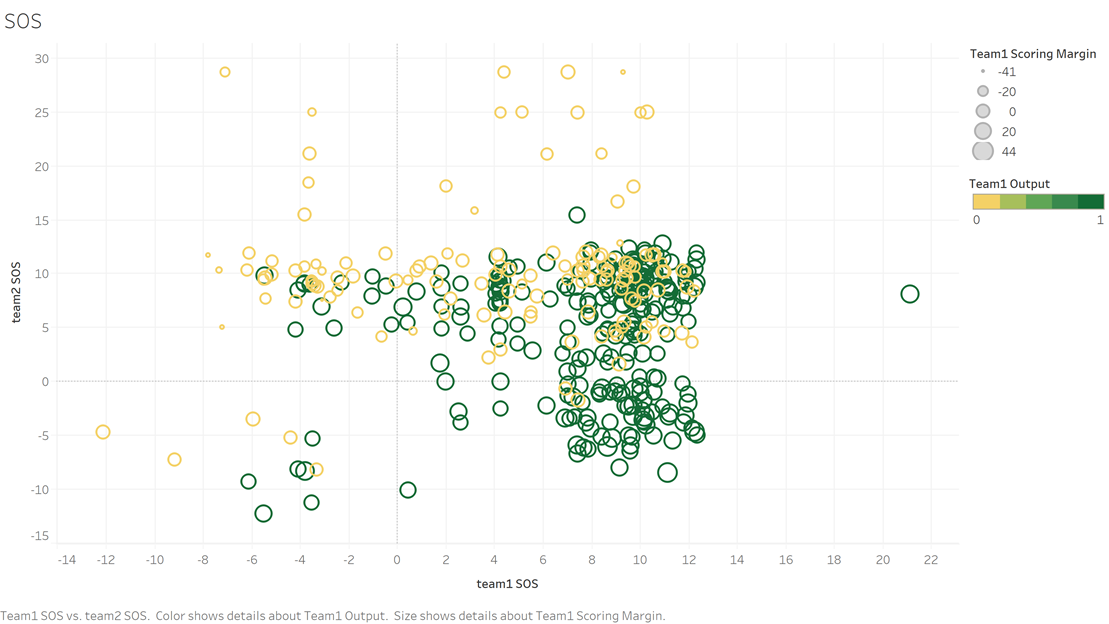 SOS
Team1 Scoring Margin
-41
-20
0
20
44
Team1 Output
0 1
team2 SOS
30
25
20
15
10
5
0
-5
-10
-15
-14 -12 -10 -8 -6 -4 -2 0 2 4 6 8 10 12 14 16 18 20 22
team1 SOS
Team1 SOS vs. team2 SOS. Color shows details about Team1 Output. Size shows details about Team1 Scoring Margin.